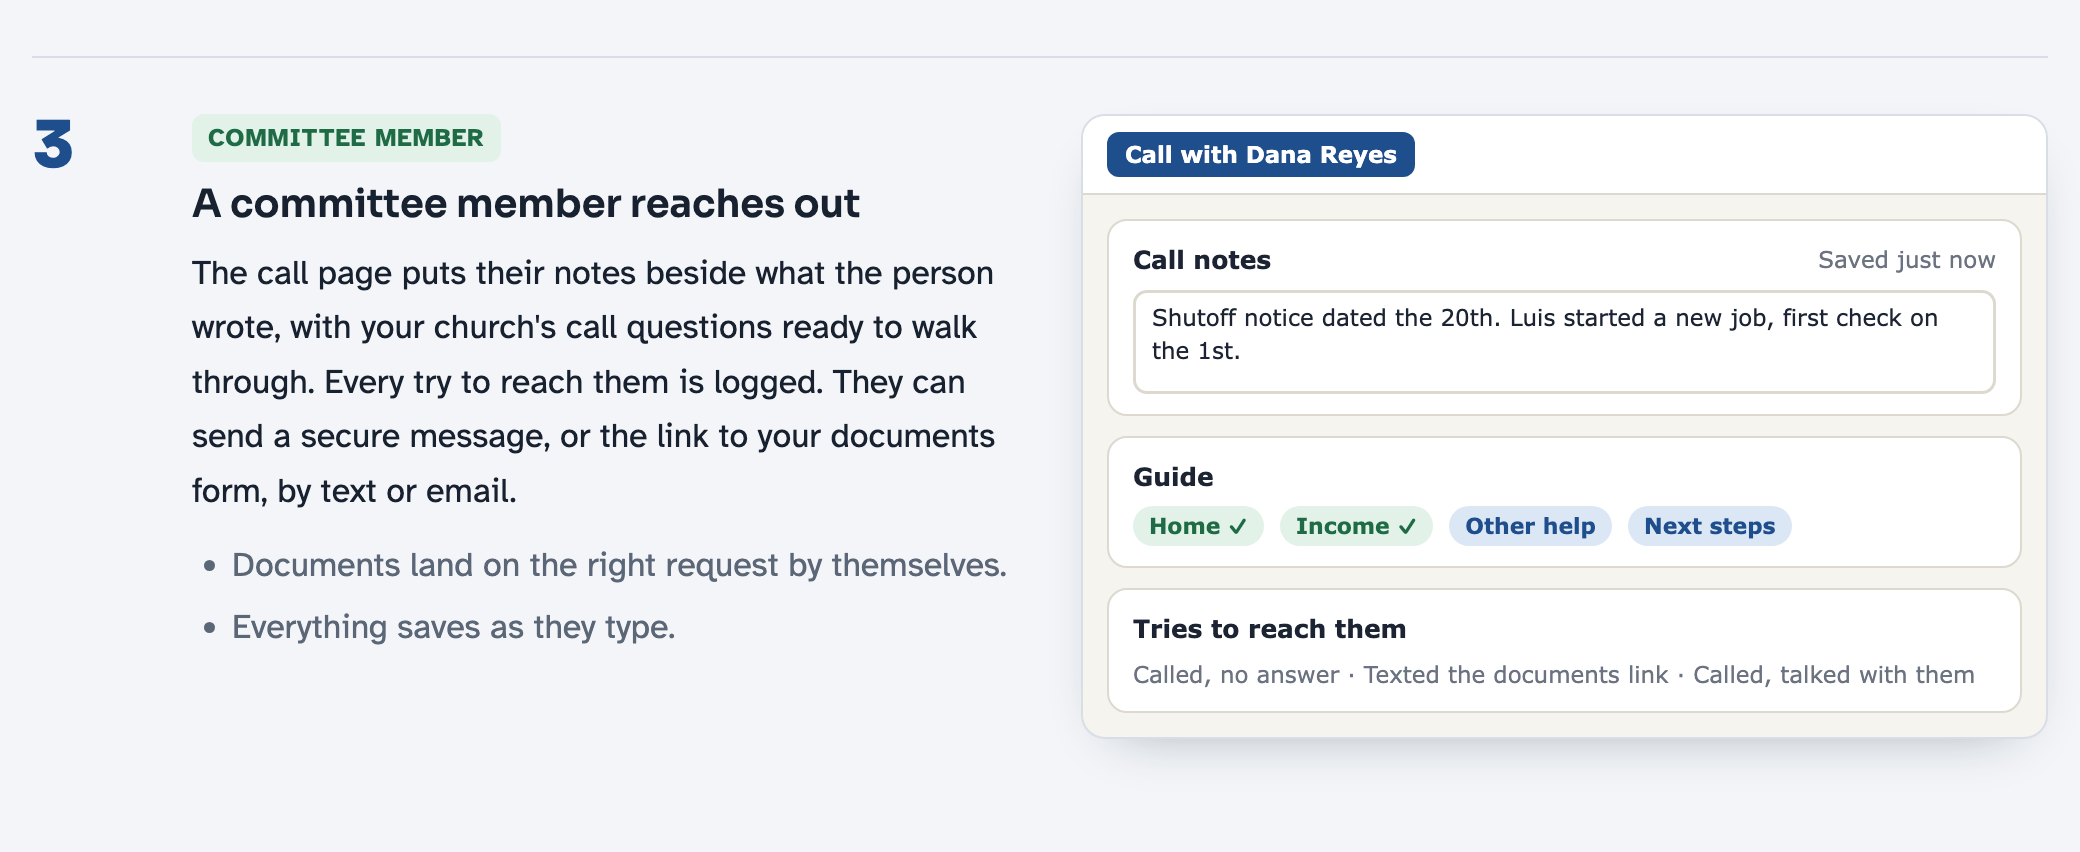 3
COMMITTEE MEMBER
A committee member reaches out
The call page puts their notes beside what the person
wrote, with your church's call questions ready to walk
through. Every try to reach them is logged. They can
send a secure message, or the link to your documents
form, by text or email.
• Documents land on the right request by themselves.
• Everything saves as they type.
Call with Dana Reyes
Call notes
Saved just now
Shutoff notice dated the 20th. Luis started a new job, first check on
the 1st.
Guide
Home ✓ Income ✓ Other help Next steps
Tries to reach them
Called, no answer · Texted the documents link · Called, talked with them